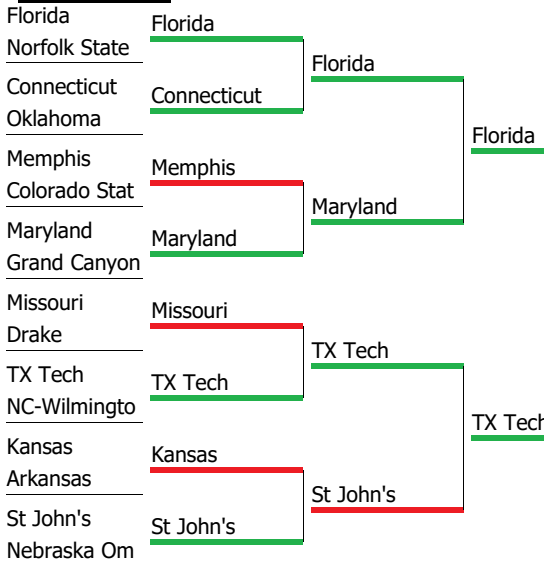 Florida
Norfolk State
Connecticut
Oklahoma
Memphis
Colorado Stat
Maryland
Grand Canyon
Missouri
Drake
TX Tech
NC-Wilmingto
Kansas
Arkansas
St John's
Nebraska Om
Florida
Connecticut
Memphis
Maryland
Missouri
TX Tech
Kansas
St John's
Florida
Maryland
TX Tech
St John's
Florida
TX Tech